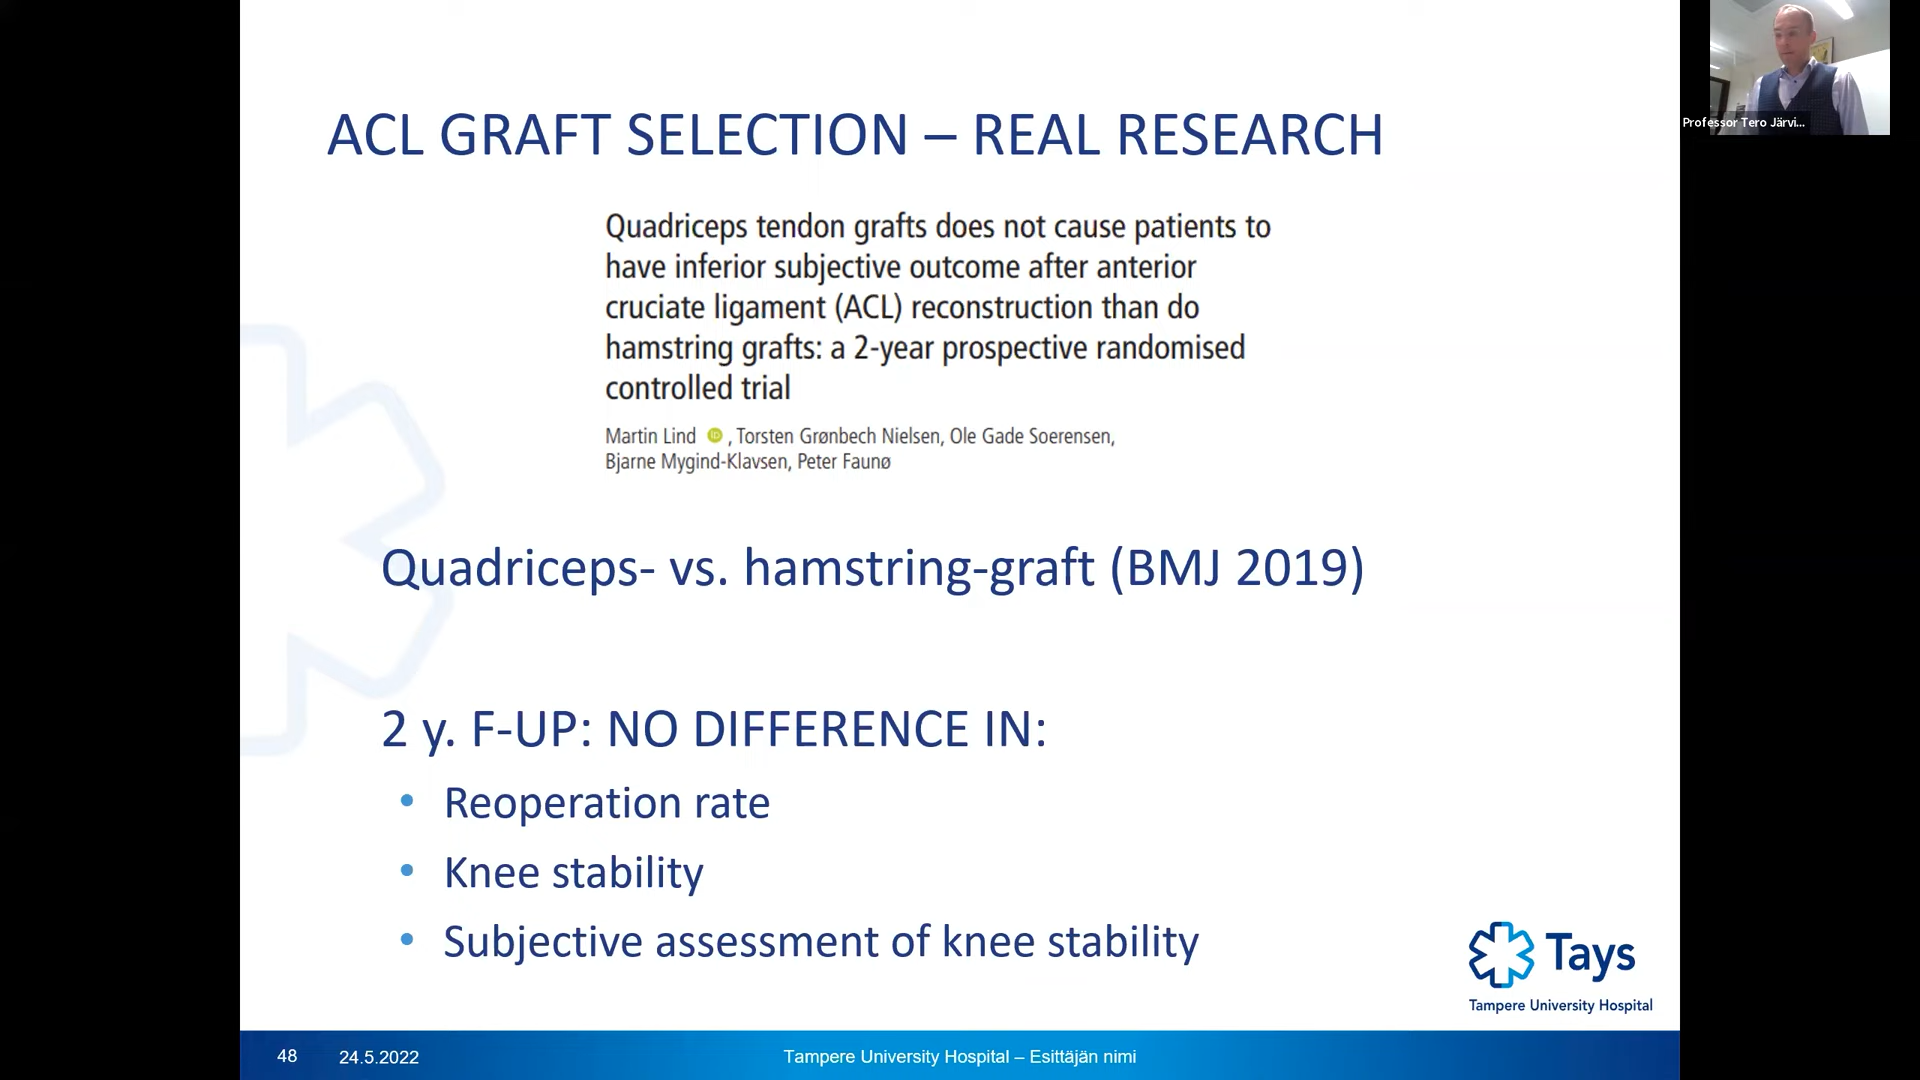 Professor Tero Järvi...
ACL GRAFT SELECTION – REAL RESEARCH
Quadriceps tendon grafts does not cause patients to
have inferior subjective outcome after anterior
cruciate ligament (ACL) reconstruction than do
hamstring grafts: a 2-year prospective randomised
controlled trial
Martin Lind iD , Torsten Grønbech Nielsen, Ole Gade Soerensen,
Bjarne Mygind-Klavsen, Peter Faunø
Quadriceps- vs. hamstring-graft (BMJ 2019)
2 y. F-UP: NO DIFFERENCE IN:
• Reoperation rate
• Knee stability
• Subjective assessment of knee stability
Tays
Tampere University Hospital
48 24.5.2022 Tampere University Hospital – Esittäjän nimi